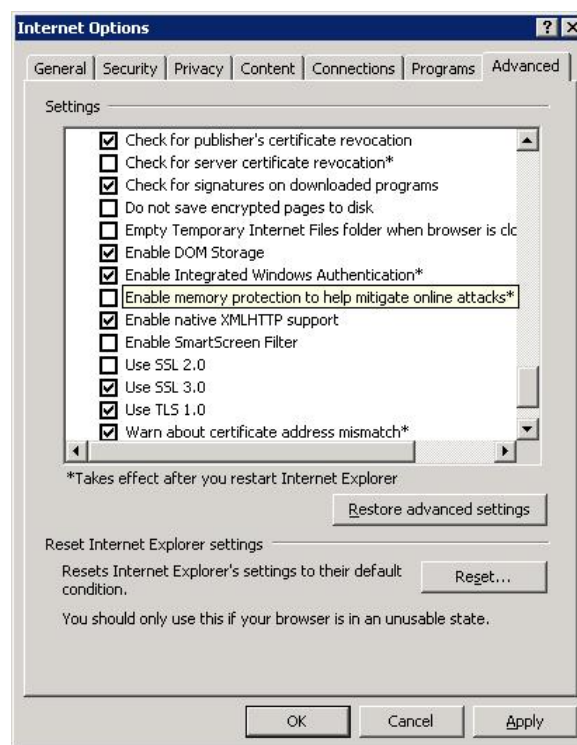 Internet Options
General Security Privacy Content Connections Programs Advanced
Settings
Check for publisher's certificate revocation
Check for server certificate revocation*
Check for signatures on downloaded programs
Do not save encrypted pages to disk
Empty Temporary Internet Files folder when browser is clo
Enable DOM Storage
Enable Integrated Windows Authentication*
Enable memory protection to help mitigate online attacks*
Enable native XMLHTTP support
Enable SmartScreen Filter
Use SSL 2.0
Use SSL 3.0
Use TLS 1.0
Warn about certificate address mismatch*
*Takes effect after you restart Internet Explorer
Restore advanced settings
Reset Internet Explorer settings
Resets Internet Explorer's settings to their default
condition.
Reset...
You should only use this if your browser is in an unusable state.
OK Cancel Apply